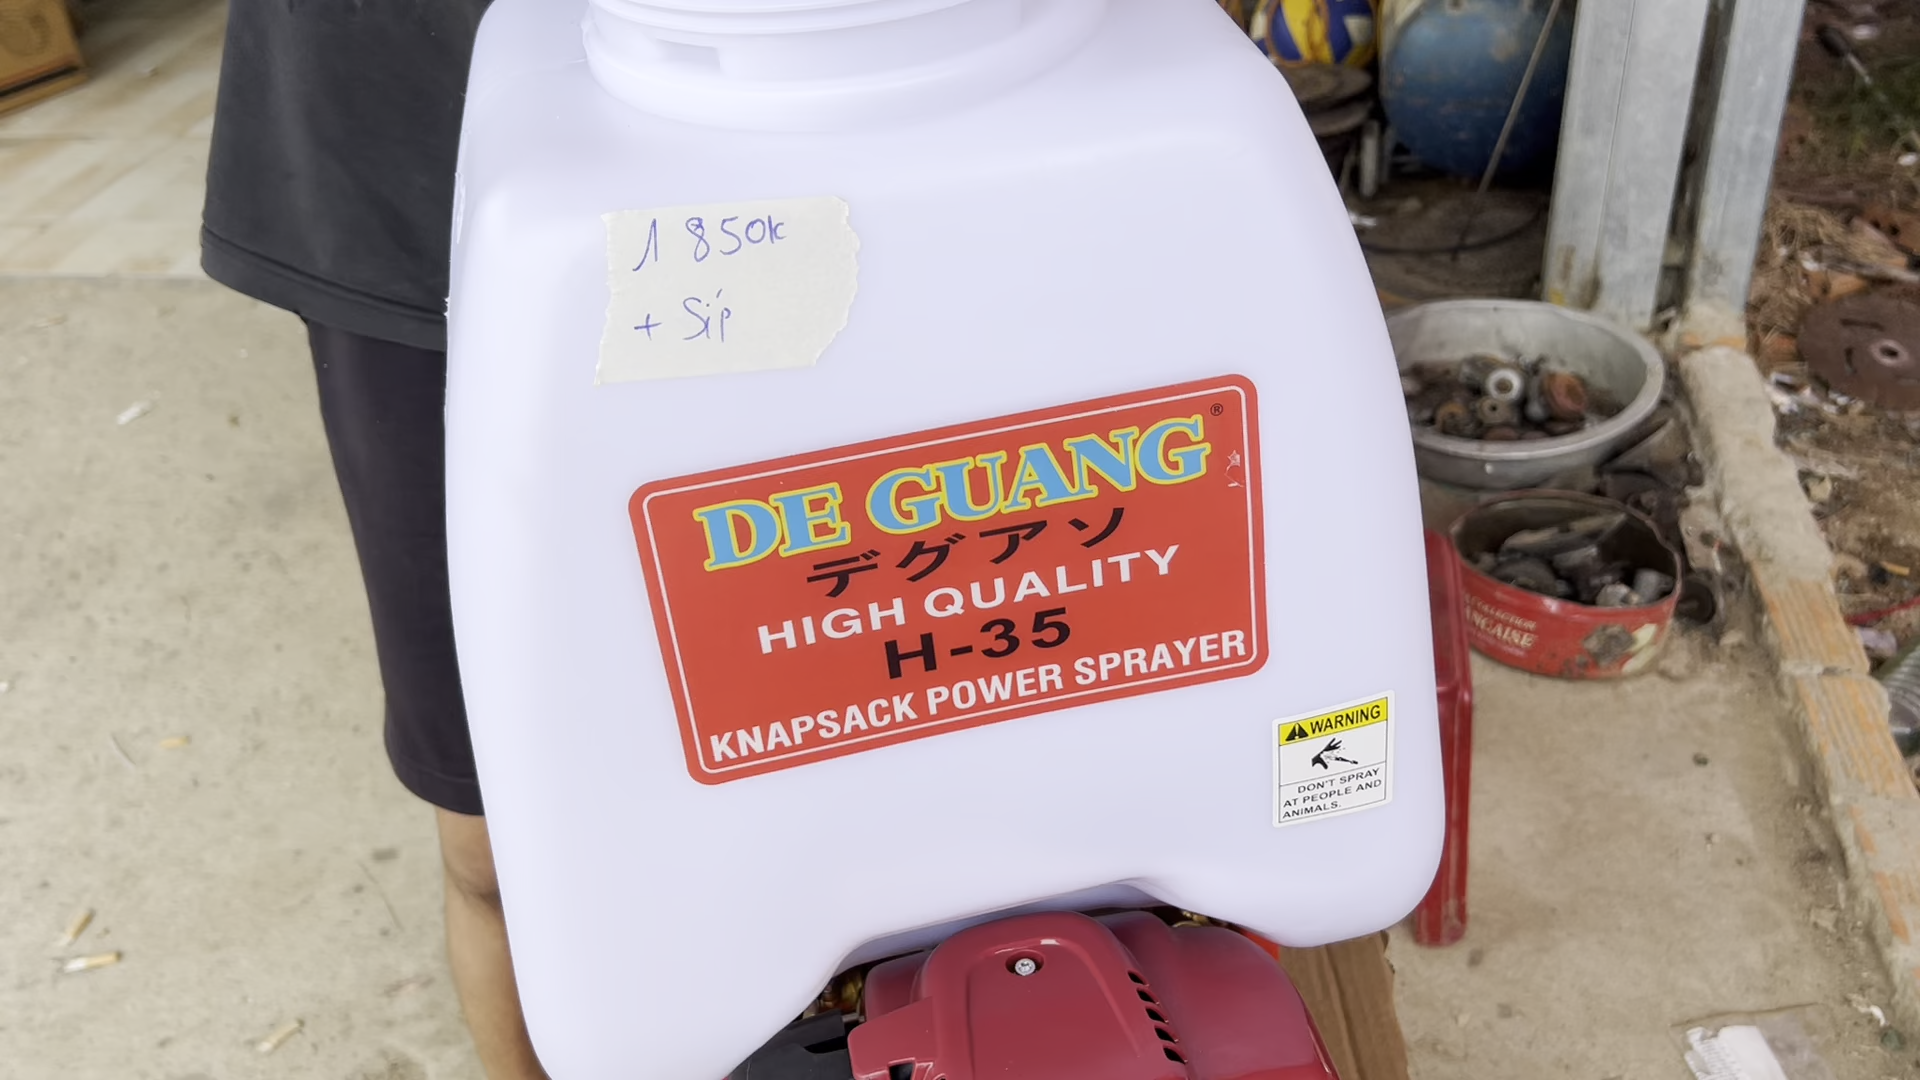 1 850k
+ Síp
DE GUANG®
デグアソ
HIGH QUALITY
H-35
KNAPSACK POWER SPRAYER
WARNING
DON'T SPRAY
AT PEOPLE AND
ANIMALS.